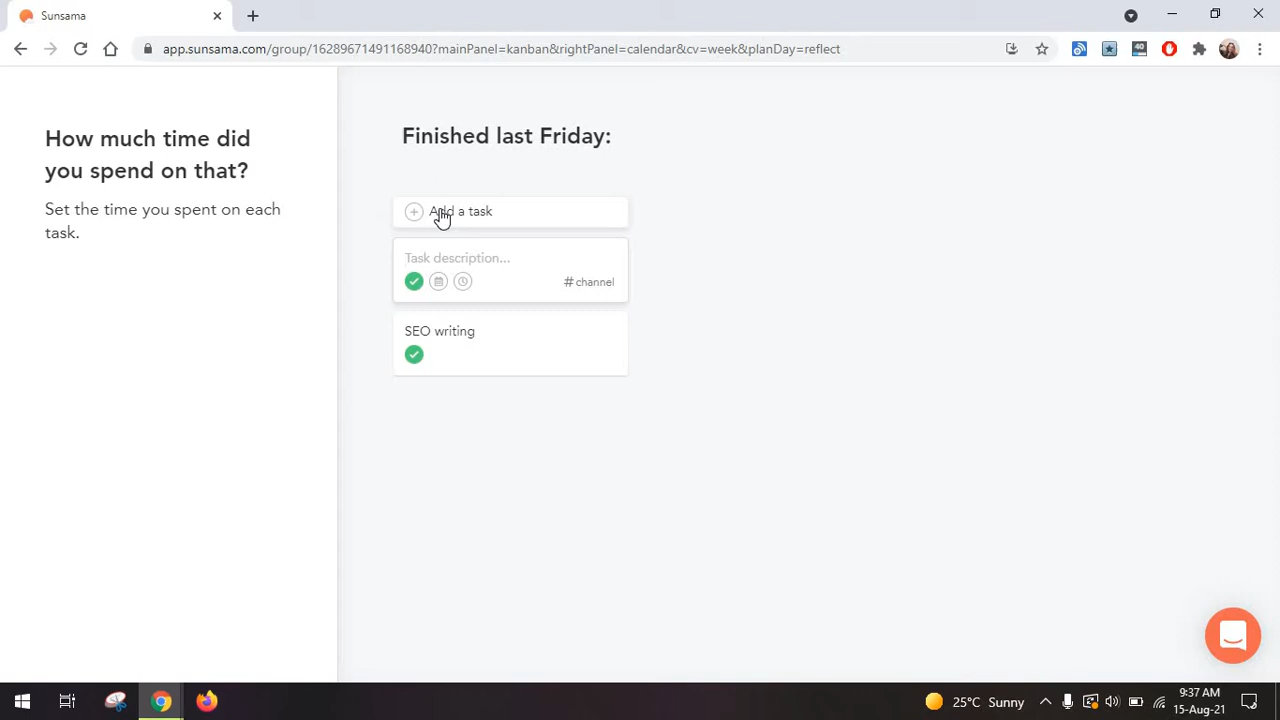 Sunsama
app.sunsama.com/group/16289671491168940?mainPanel=kanban&rightPanel=calendar&cv=week&planDay=reflect
40
How much time did
you spend on that?
Set the time you spent on each
task.
Finished last Friday:
Add a task
Task description...
# channel
SEO writing
25°C Sunny
9:37 AM
15-Aug-21